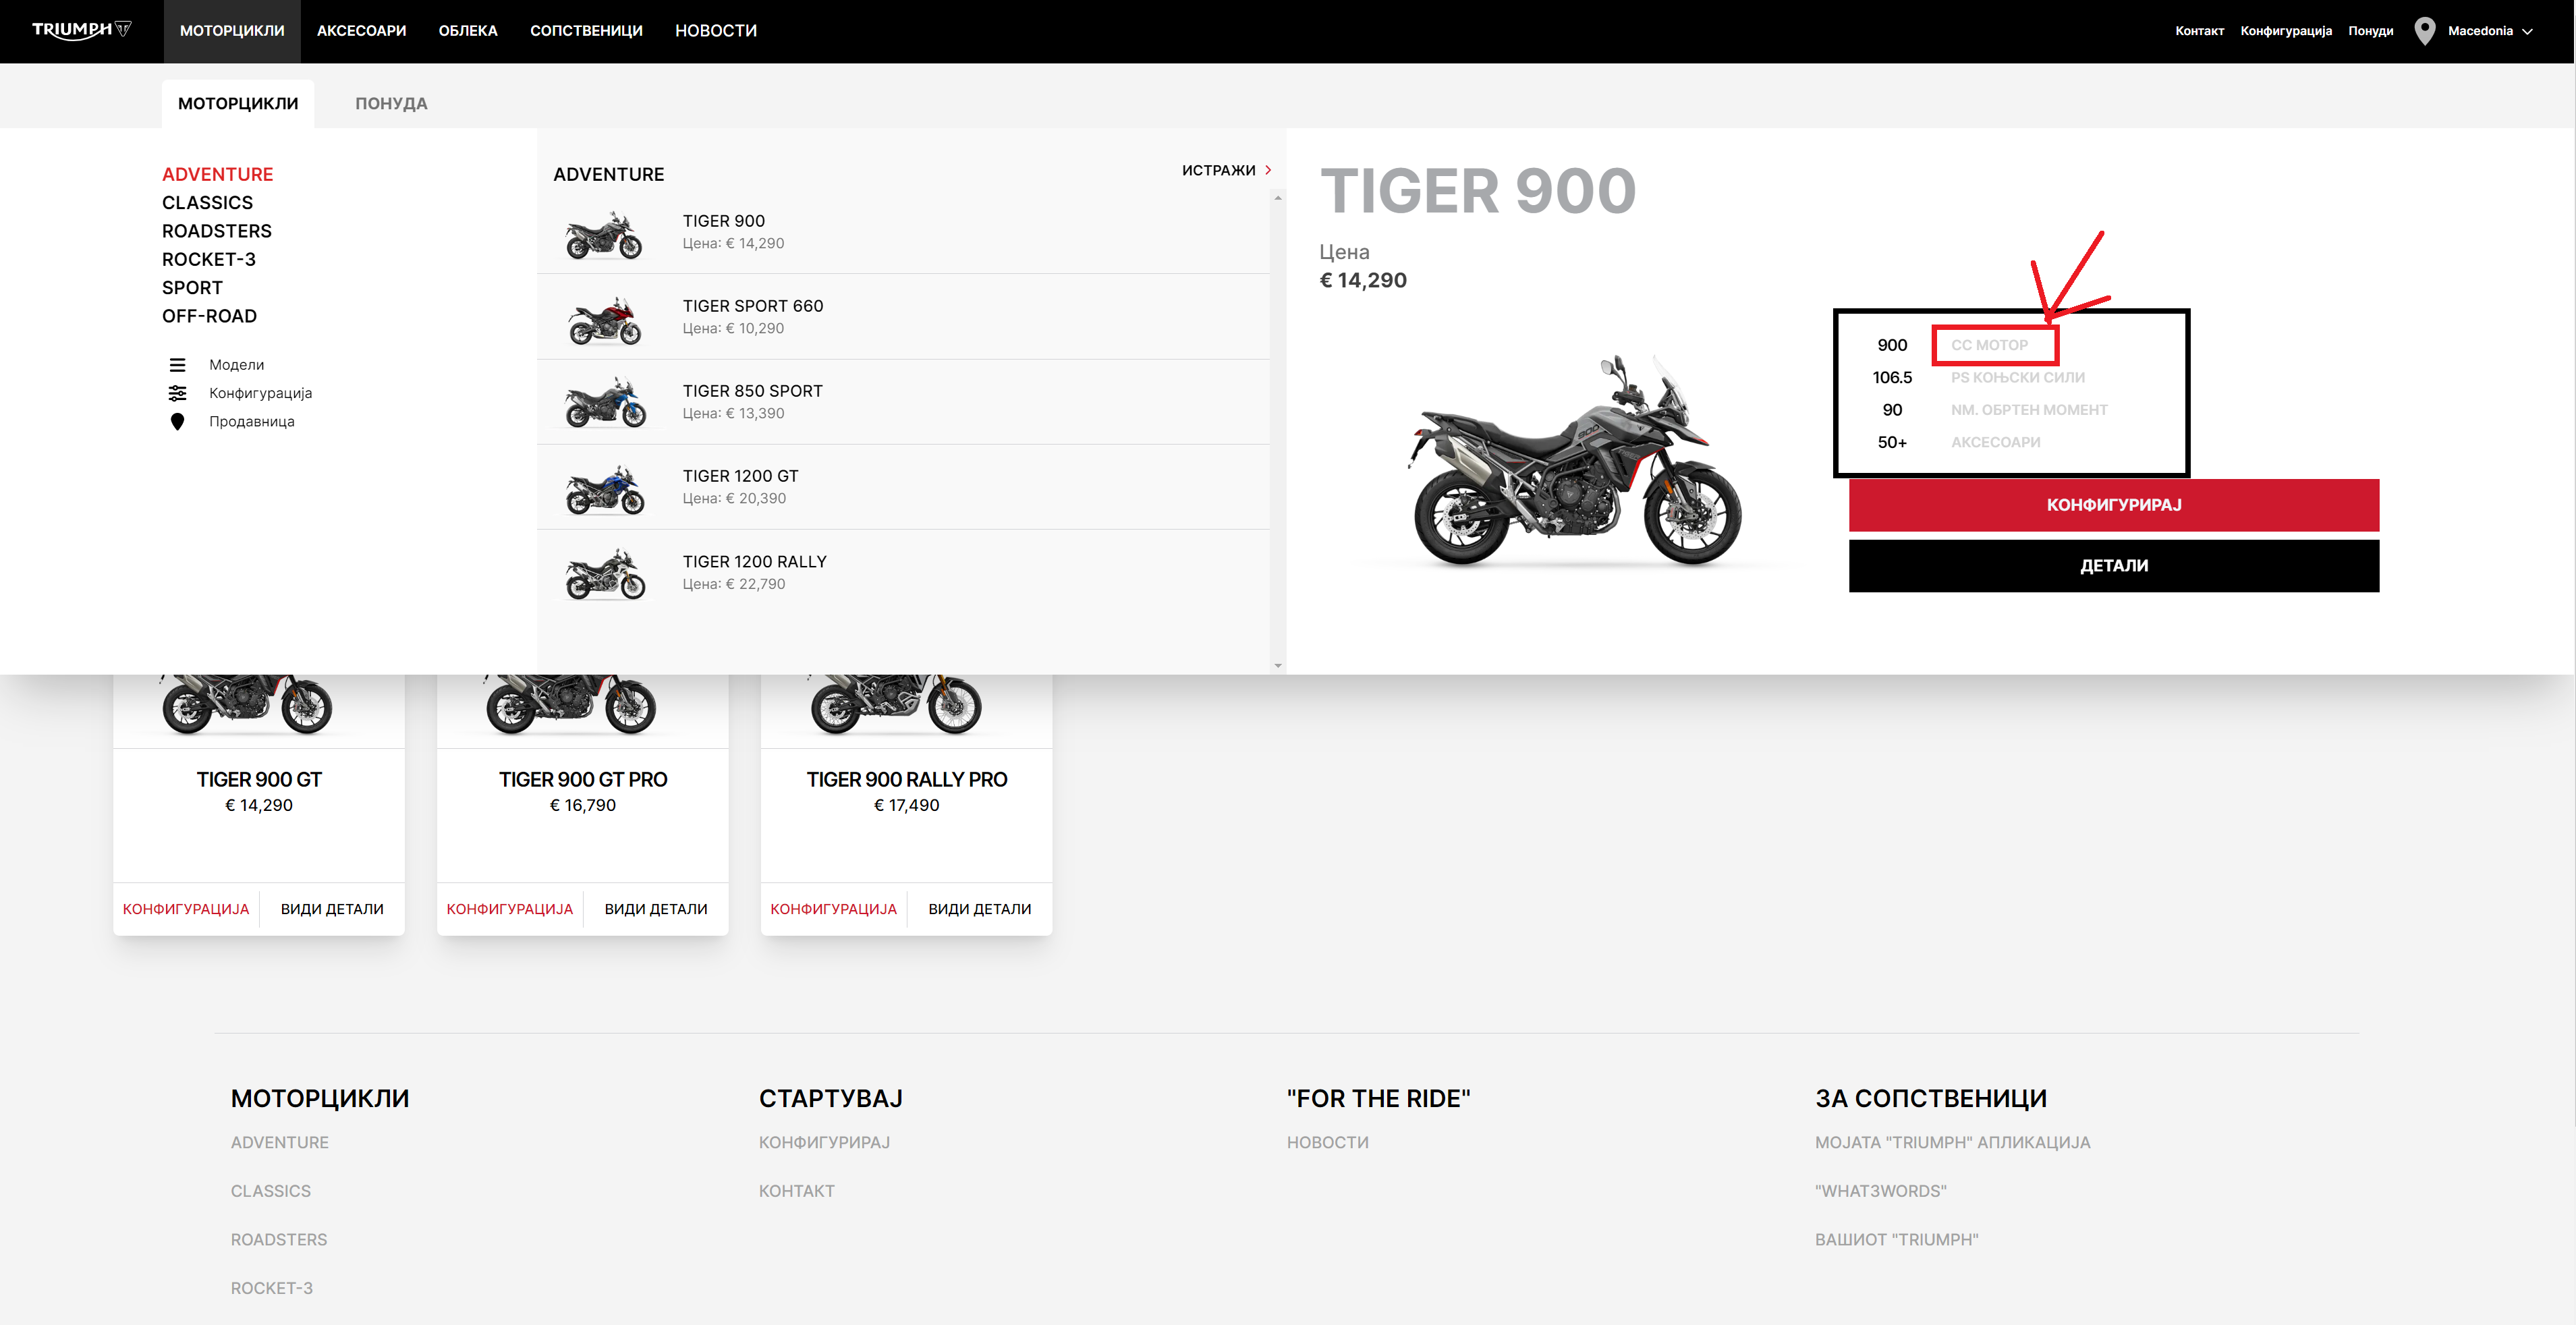 TRIUMPH
МОТОРЦИКЛИ АКСЕСОАРИ ОБЛЕКА СОПСТВЕНИЦИ НОВОСТИ
Контакт Конфигурација Понуди Macedonia
МОТОРЦИКЛИ ПОНУДА
ADVENTURE
CLASSICS
ROADSTERS
ROCKET-3
SPORT
OFF-ROAD
Модели
Конфигурација
Продавница
ADVENTURE
ИСТРАЖИ
TIGER 900
Цена: € 14,290
TIGER SPORT 660
Цена: € 10,290
TIGER 850 SPORT
Цена: € 13,390
TIGER 1200 GT
Цена: € 20,390
TIGER 1200 RALLY
Цена: € 22,790
TIGER 900
Цена
€ 14,290
900 CC МОТОР
106.5 PS КОЊСКИ СИЛИ
90 NM. ОБРТЕН МОМЕНТ
50+ АКСЕСОАРИ
КОНФИГУРИРАЈ
ДЕТАЛИ
TIGER 900 GT
€ 14,290
КОНФИГУРАЦИЈА ВИДИ ДЕТАЛИ
TIGER 900 GT PRO
€ 16,790
КОНФИГУРАЦИЈА ВИДИ ДЕТАЛИ
TIGER 900 RALLY PRO
€ 17,490
КОНФИГУРАЦИЈА ВИДИ ДЕТАЛИ
МОТОРЦИКЛИ
ADVENTURE
CLASSICS
ROADSTERS
ROCKET-3
СТАРТУВАЈ
КОНФИГУРИРАЈ
КОНТАКТ
"FOR THE RIDE"
НОВОСТИ
ЗА СОПСТВЕНИЦИ
МОЈАТА "TRIUMPH" АПЛИКАЦИЈА
"WHAT3WORDS"
ВАШИОТ "TRIUMPH"